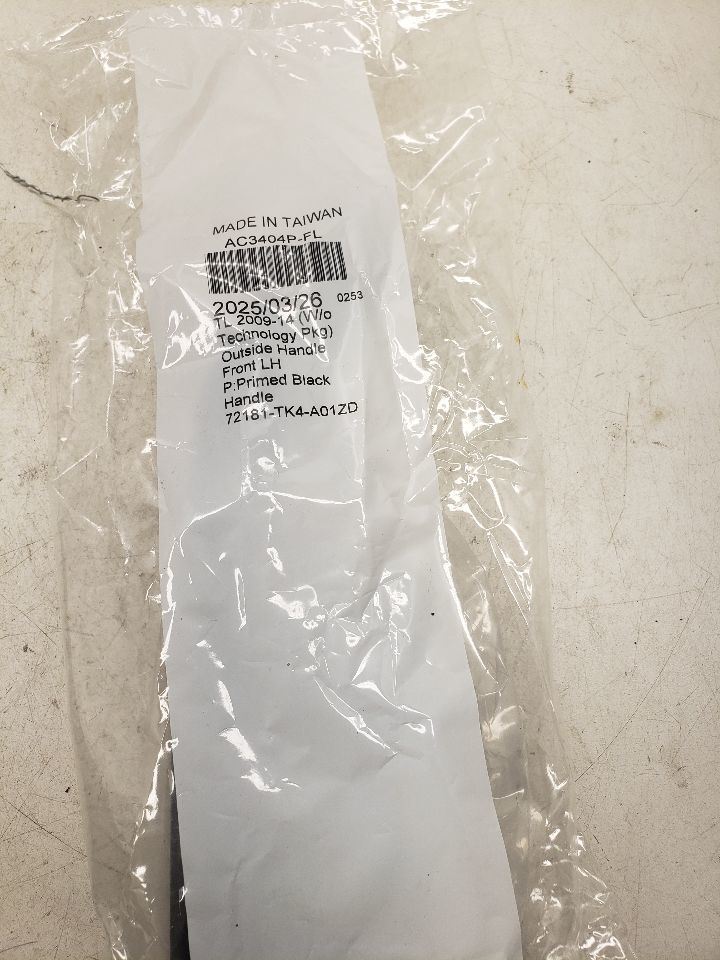 MADE IN TAIWAN
AC3404P-FL
2025/03/26 0253
TL 2009-14 (W/o
Technology Pkg)
Outside Handle
Front LH
P:Primed Black
Handle
72181-TK4-A01ZD